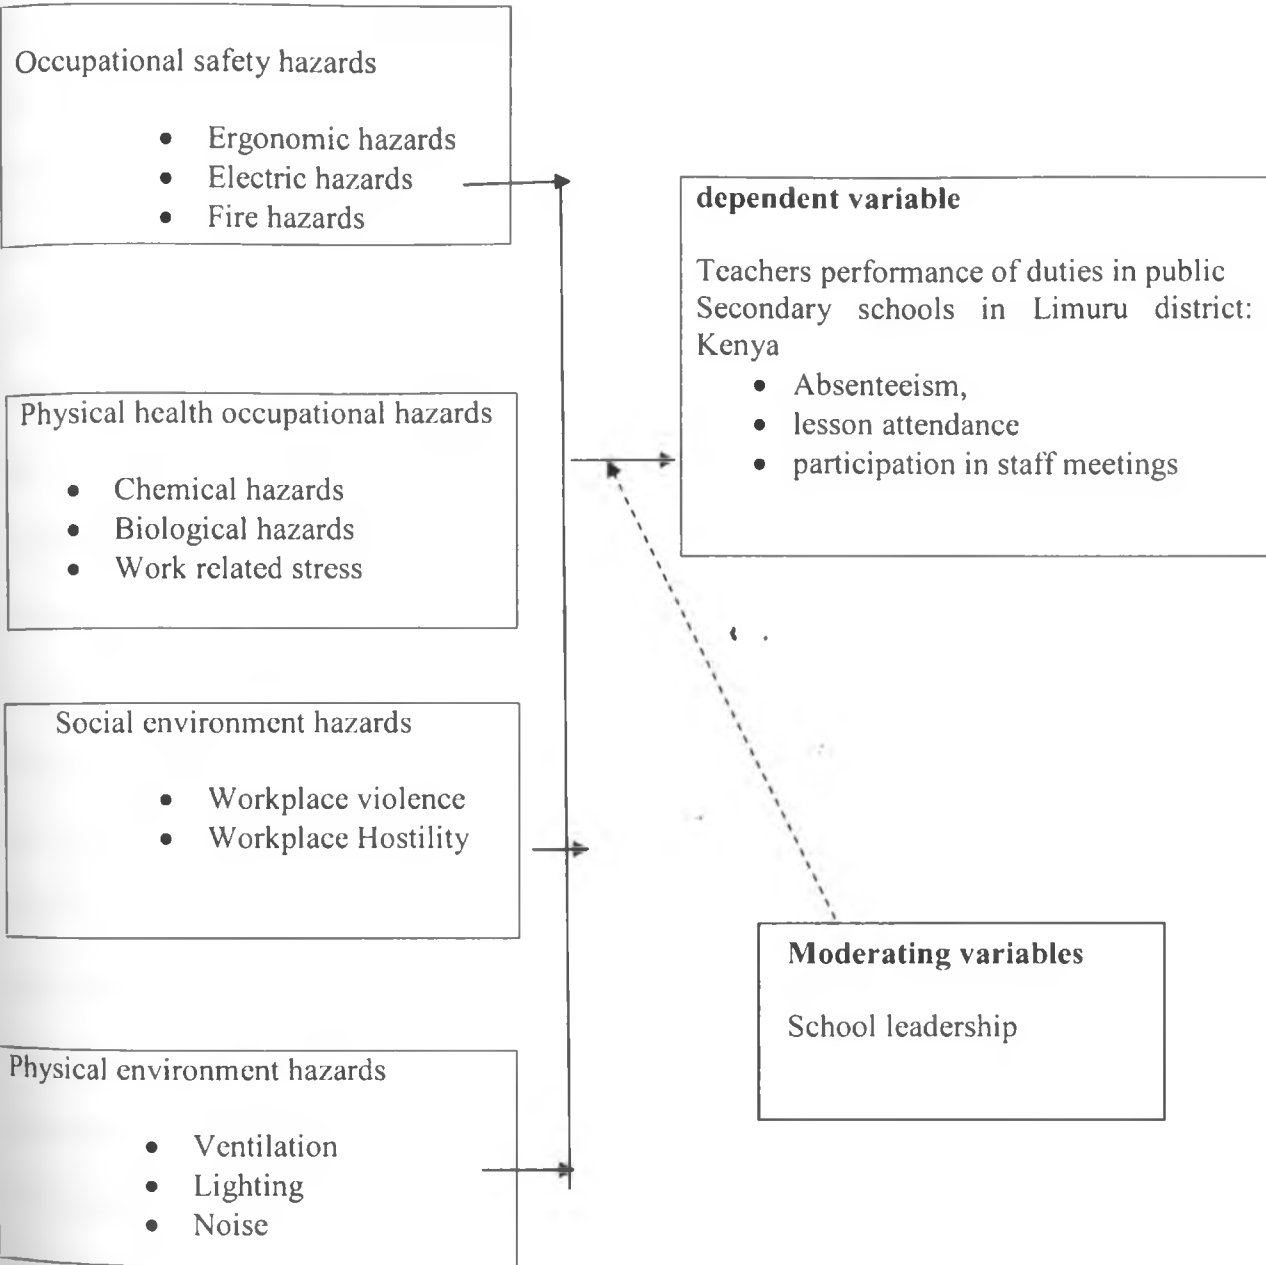 Occupational safety hazards
• Ergonomic hazards
• Electric hazards
• Fire hazards
Physical health occupational hazards
• Chemical hazards
• Biological hazards
• Work related stress
Social environment hazards
• Workplace violence
• Workplace Hostility
Physical environment hazards
• Ventilation
• Lighting
• Noise
dependent variable
Teachers performance of duties in public
Secondary schools in Limuru district:
Kenya
• Absenteeism,
• lesson attendance
• participation in staff meetings
Moderating variables
School leadership